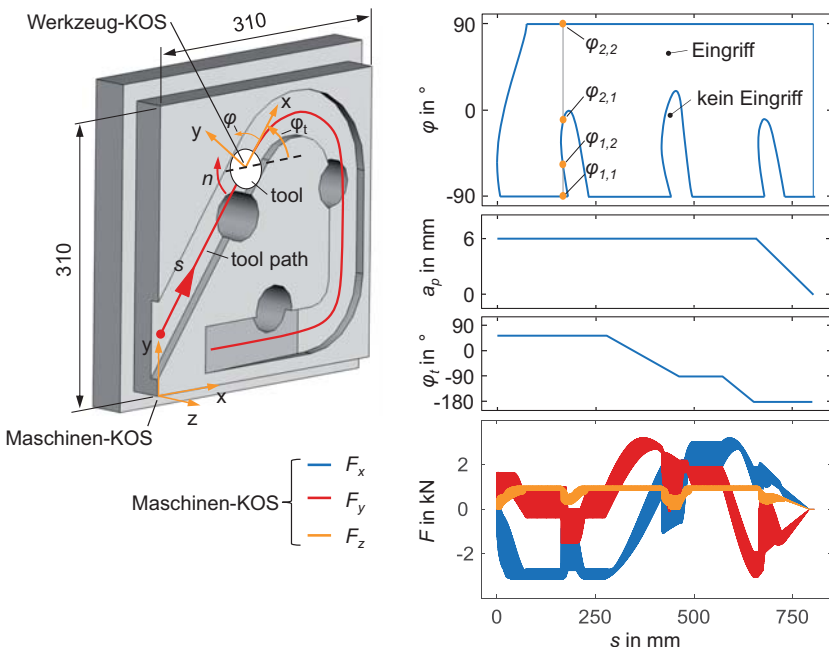 Werkzeug-KOS
310
310
x
y
φ
φt
n
tool
s
tool path
y
x
z
Maschinen-KOS
Maschinen-KOS
Fx
Fy
Fz
90
0
-90
φ in °
φ2,2
Eingriff
φ2,1
kein Eingriff
φ1,2
φ1,1
6
0
ap in mm
90
0
-90
-180
φt in °
2
0
-2
F in kN
0
250
500
750
s in mm